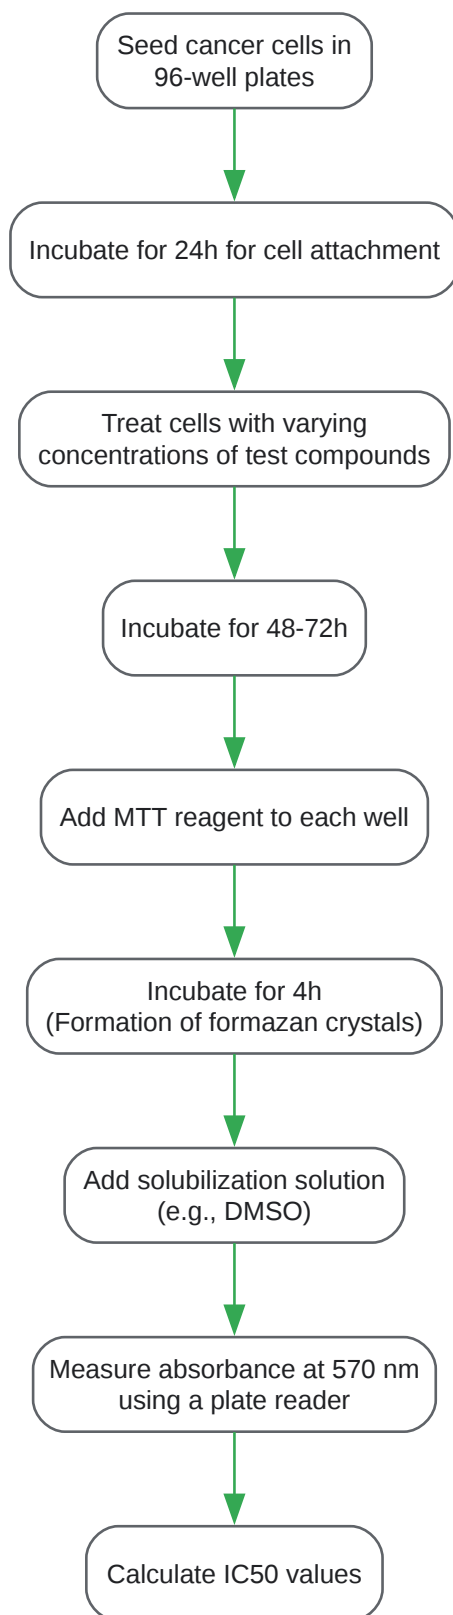 Seed cancer cells in
96-well plates
Incubate for 24h for cell attachment
Treat cells with varying
concentrations of test compounds
Incubate for 48-72h
Add MTT reagent to each well
Incubate for 4h
(Formation of formazan crystals)
Add solubilization solution
(e.g., DMSO)
Measure absorbance at 570 nm
using a plate reader
Calculate IC50 values